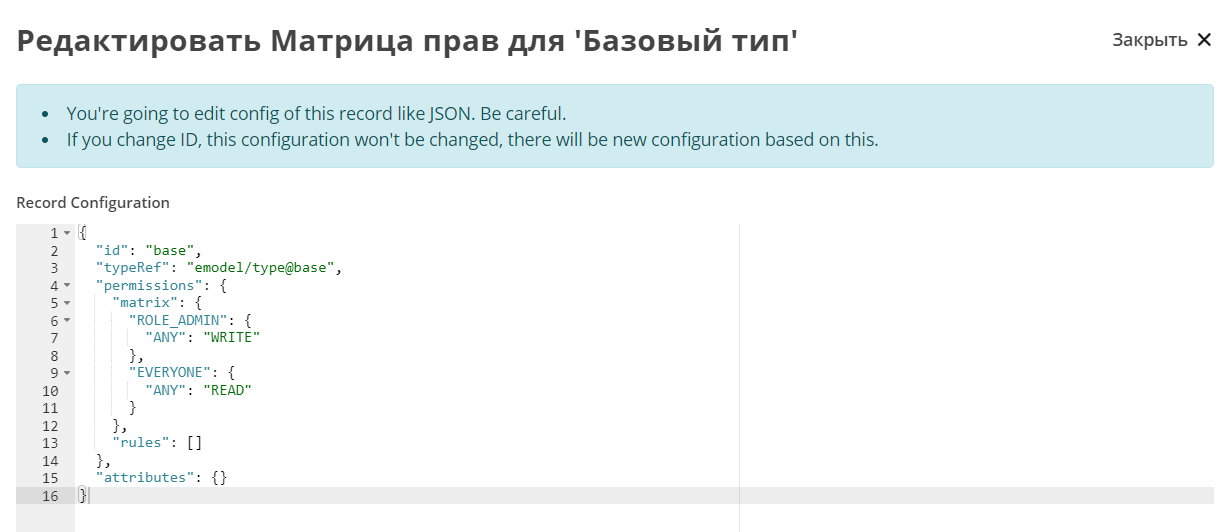 Редактировать Матрица прав для 'Базовый тип'
Закрыть ✕
• You're going to edit config of this record like JSON. Be careful.
• If you change ID, this configuration won't be changed, there will be new configuration based on this.
Record Configuration
1 {
2   "id": "base",
3   "typeRef": "emodel/type@base",
4   "permissions": {
5     "matrix": {
6       "ROLE_ADMIN": {
7         "ANY": "WRITE"
8       },
9       "EVERYONE": {
10         "ANY": "READ"
11       }
12     },
13     "rules": []
14   },
15   "attributes": {}
16 }